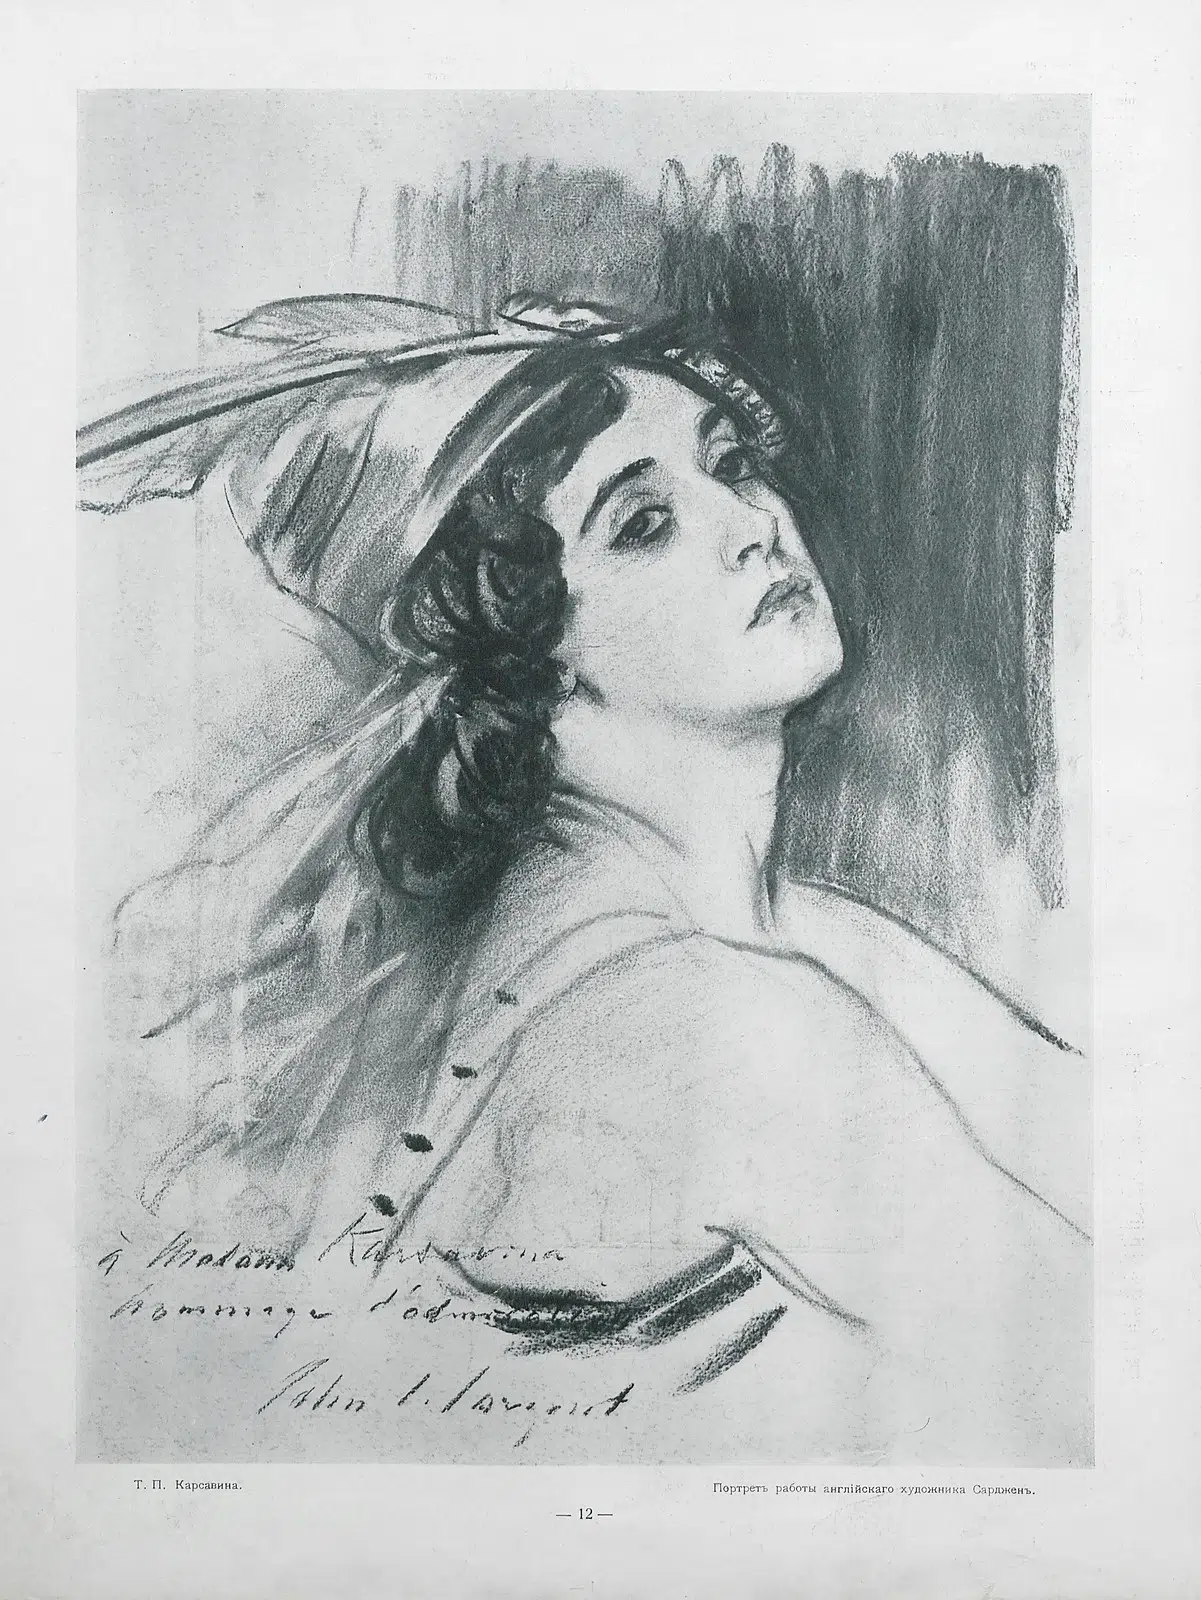 à Madame Karsavina
hommage d'admiration
John S. Sargent
Т. П. Карсавина.
Портретъ работы англійскаго художника Сардженъ.
— 12 —